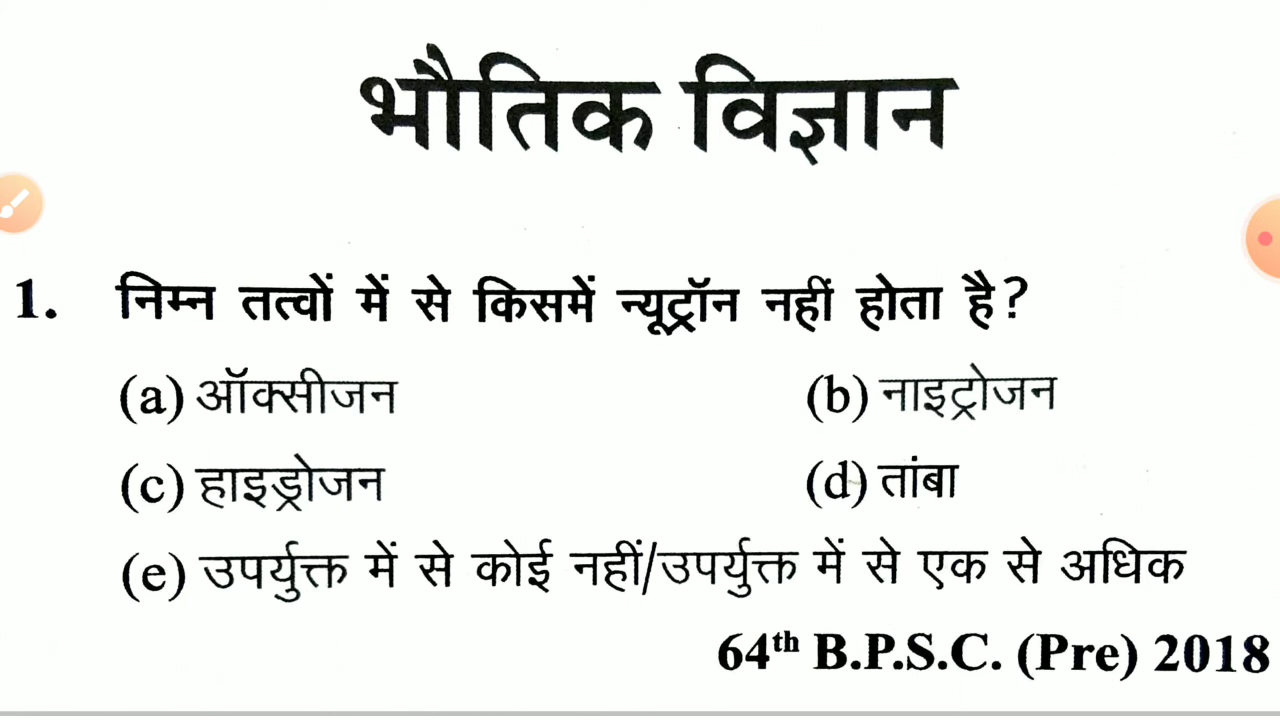 भौतिक विज्ञान
1. निम्न तत्वों में से किसमें न्यूट्रॉन नहीं होता है?
(a) ऑक्सीजन (b) नाइट्रोजन
(c) हाइड्रोजन (d) तांबा
(e) उपर्युक्त में से कोई नहीं/उपर्युक्त में से एक से अधिक
64th B.P.S.C. (Pre) 2018